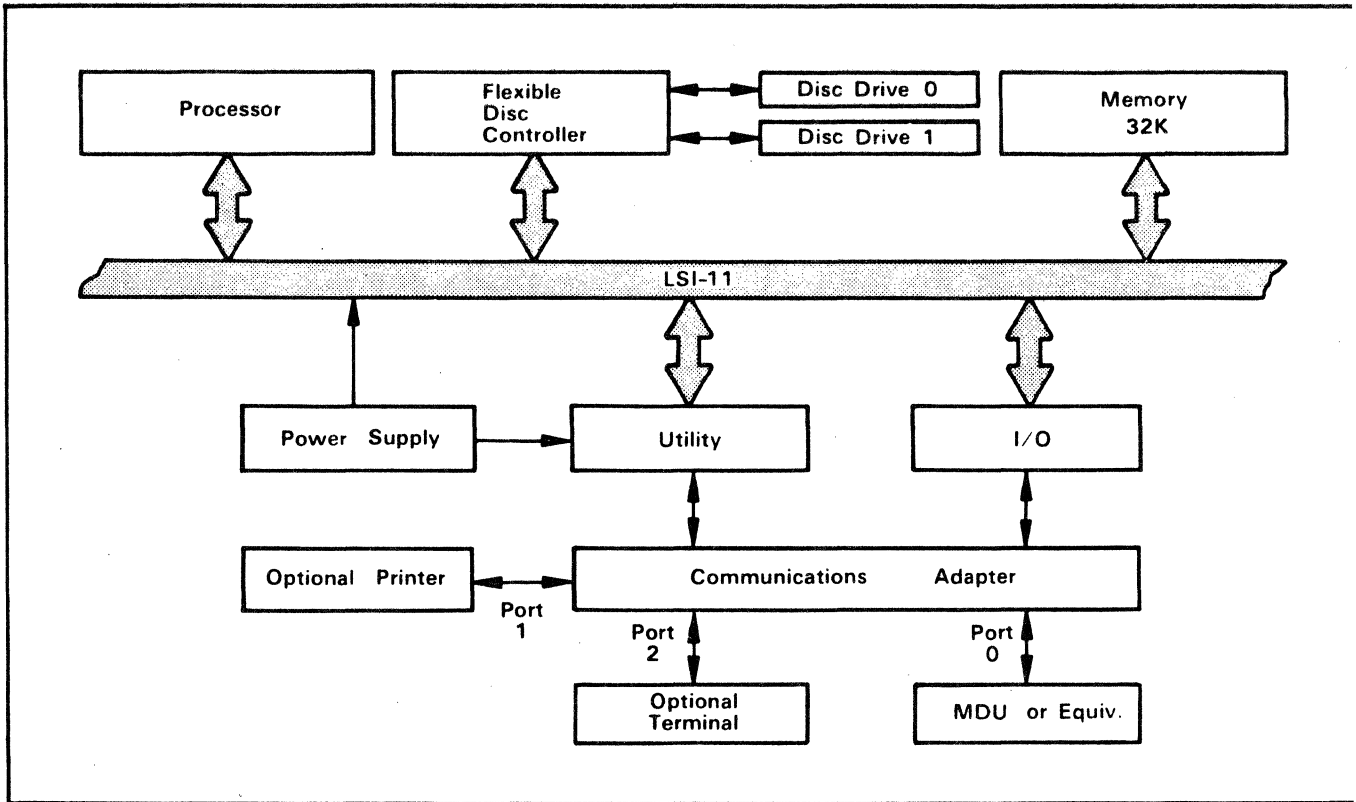 Processor
Flexible
Disc
Controller
Disc Drive 0
Disc Drive 1
Memory
32K
LSI-11
Power Supply
Utility
I/O
Optional Printer
Communications Adapter
Port
1
Port
2
Port
0
Optional
Terminal
MDU or Equiv.